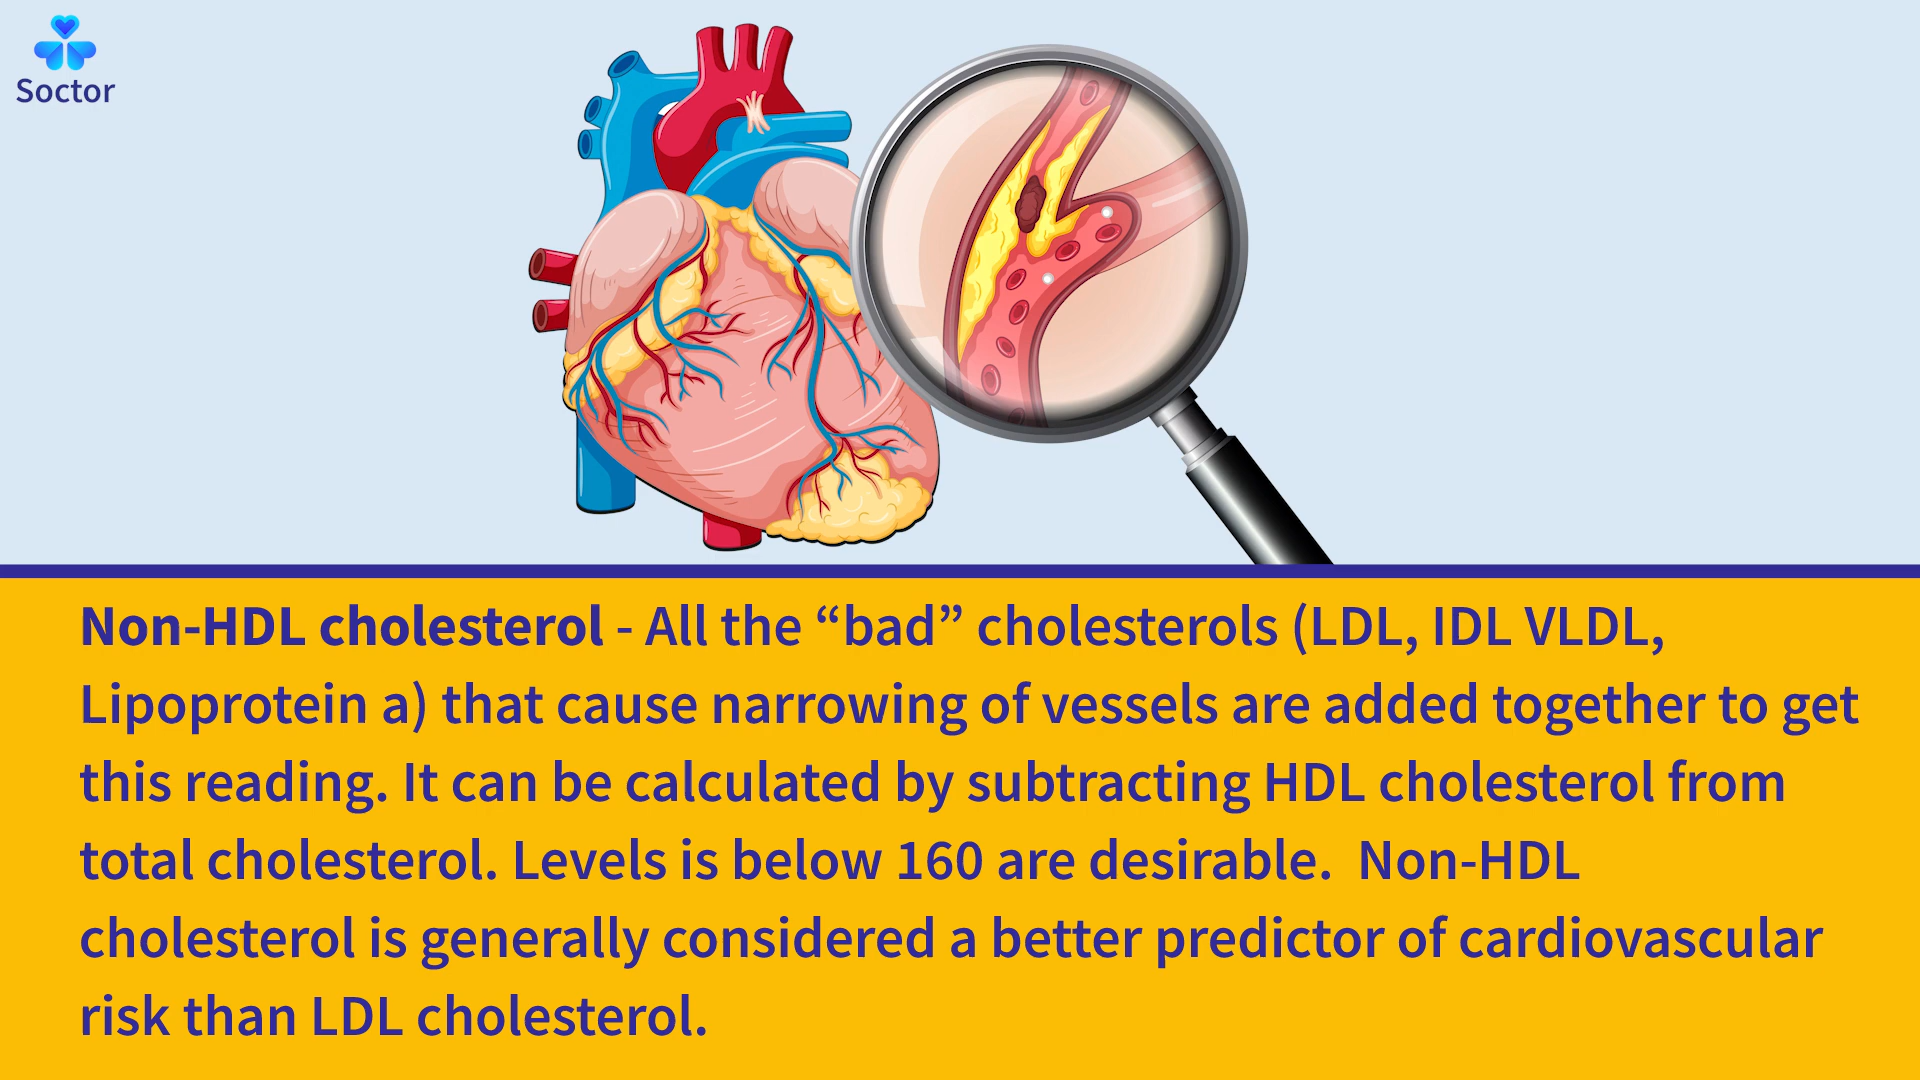 Soctor
Non-HDL cholesterol - All the “bad” cholesterols (LDL, IDL VLDL,
Lipoprotein a) that cause narrowing of vessels are added together to get
this reading. It can be calculated by subtracting HDL cholesterol from
total cholesterol. Levels is below 160 are desirable.  Non-HDL
cholesterol is generally considered a better predictor of cardiovascular
risk than LDL cholesterol.